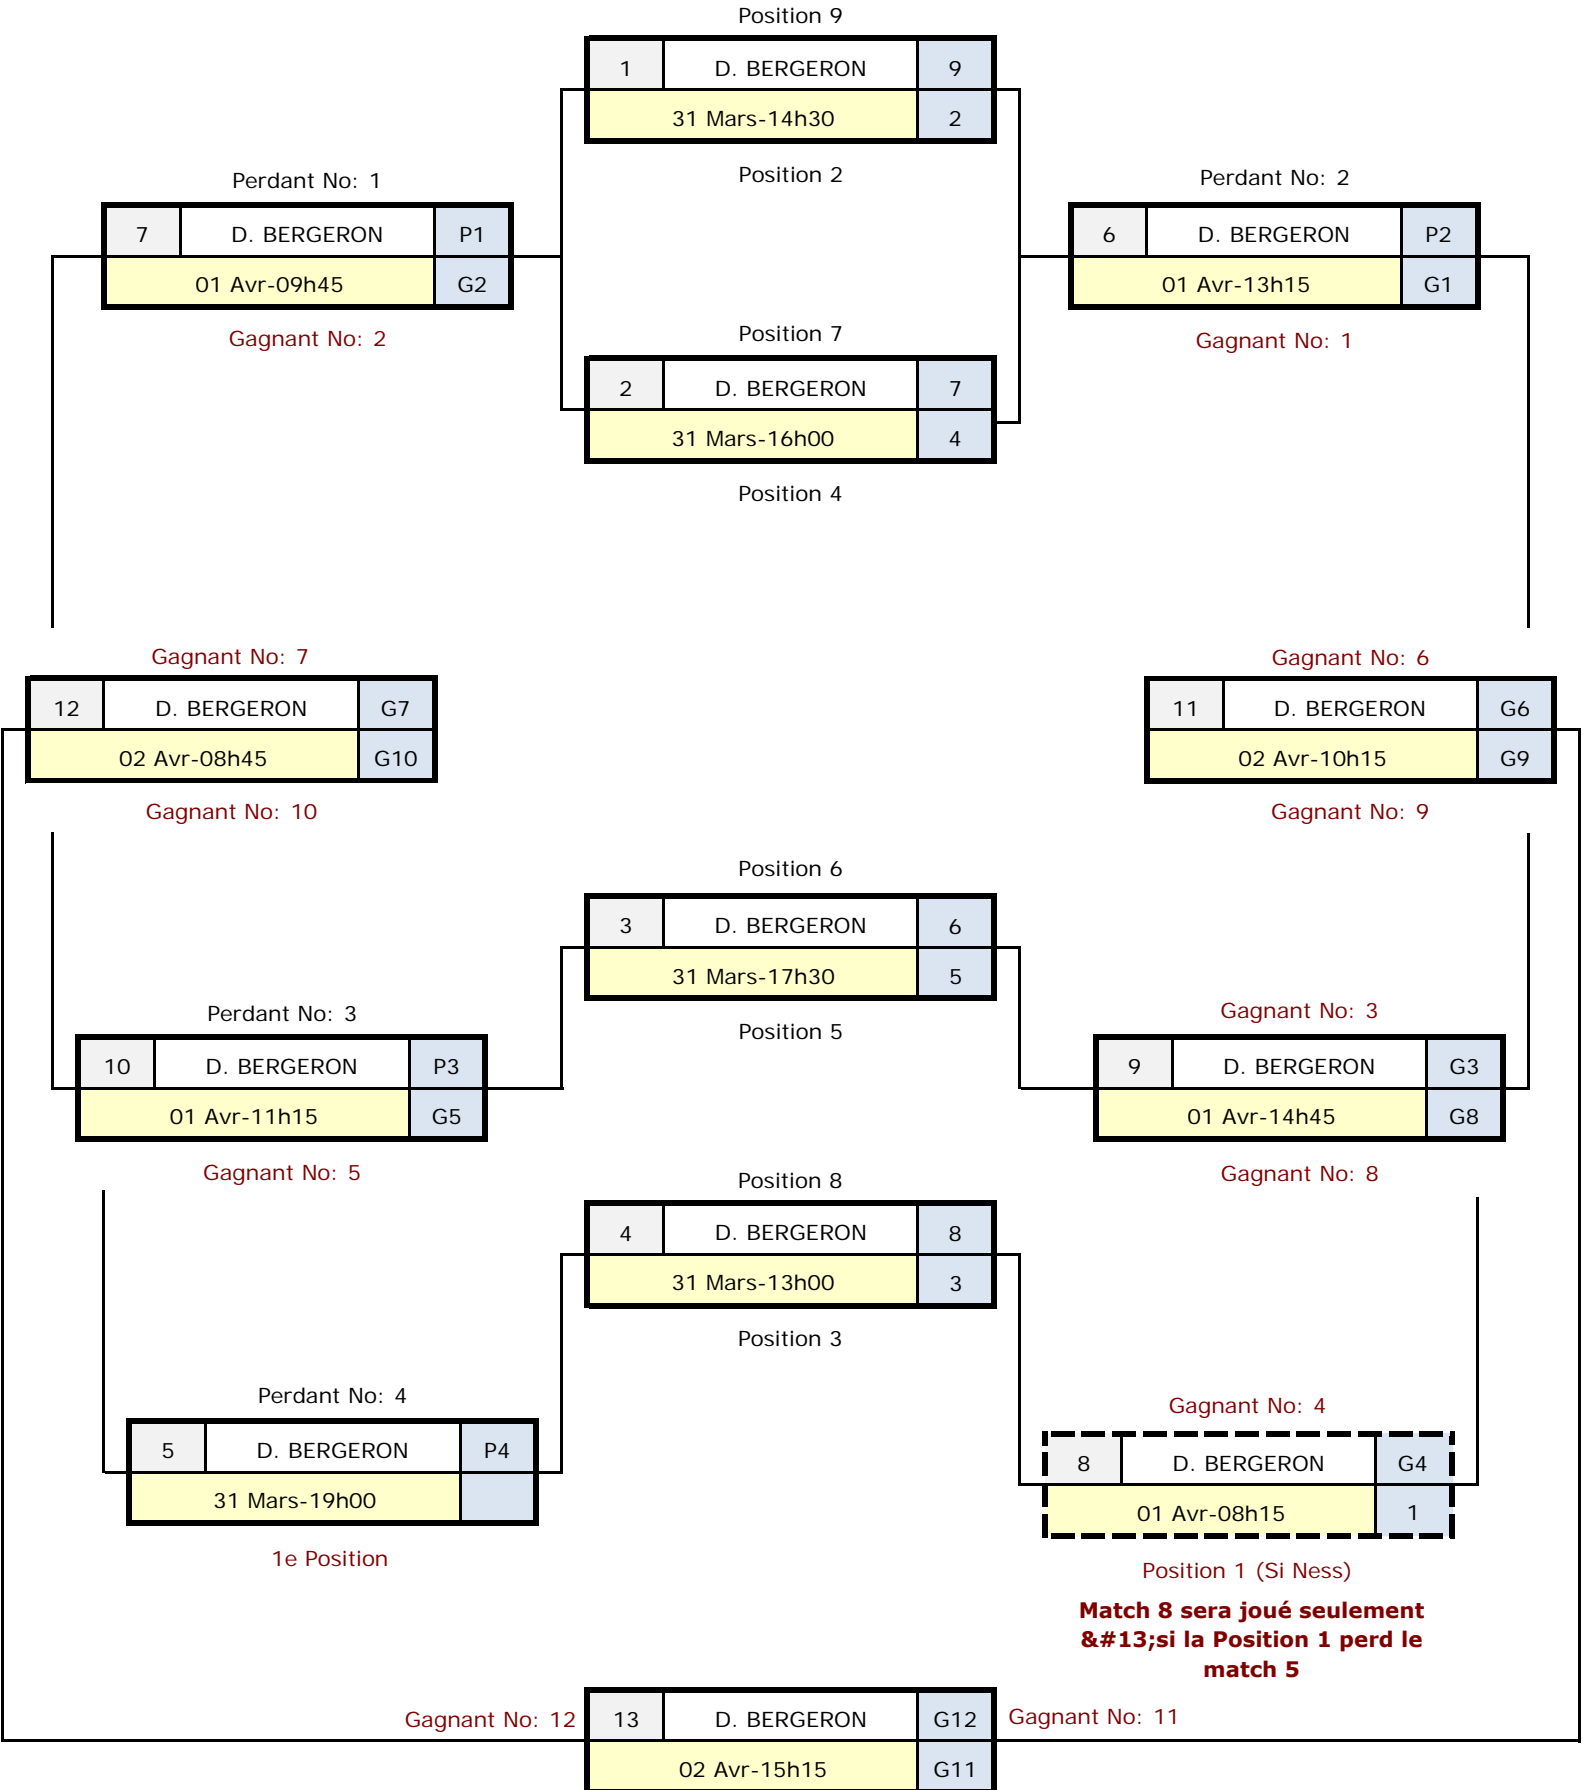 Position 9
1 D. BERGERON 9
31 Mars-14h30 2
Position 2
Perdant No: 1
7 D. BERGERON P1
01 Avr-09h45 G2
Gagnant No: 2
Perdant No: 2
6 D. BERGERON P2
01 Avr-13h15 G1
Gagnant No: 1
Position 7
2 D. BERGERON 7
31 Mars-16h00 4
Position 4
Gagnant No: 7
12 D. BERGERON G7
02 Avr-08h45 G10
Gagnant No: 10
Gagnant No: 6
11 D. BERGERON G6
02 Avr-10h15 G9
Gagnant No: 9
Position 6
3 D. BERGERON 6
31 Mars-17h30 5
Position 5
Perdant No: 3
10 D. BERGERON P3
01 Avr-11h15 G5
Gagnant No: 5
Gagnant No: 3
9 D. BERGERON G3
01 Avr-14h45 G8
Gagnant No: 8
Position 8
4 D. BERGERON 8
31 Mars-13h00 3
Position 3
Perdant No: 4
5 D. BERGERON P4
31 Mars-19h00
1e Position
Gagnant No: 4
8 D. BERGERON G4
01 Avr-08h15 1
Position 1 (Si Ness)
Match 8 sera joué seulement
&#13;si la Position 1 perd le
match 5
Gagnant No: 12 13 D. BERGERON G12 Gagnant No: 11
02 Avr-15h15 G11